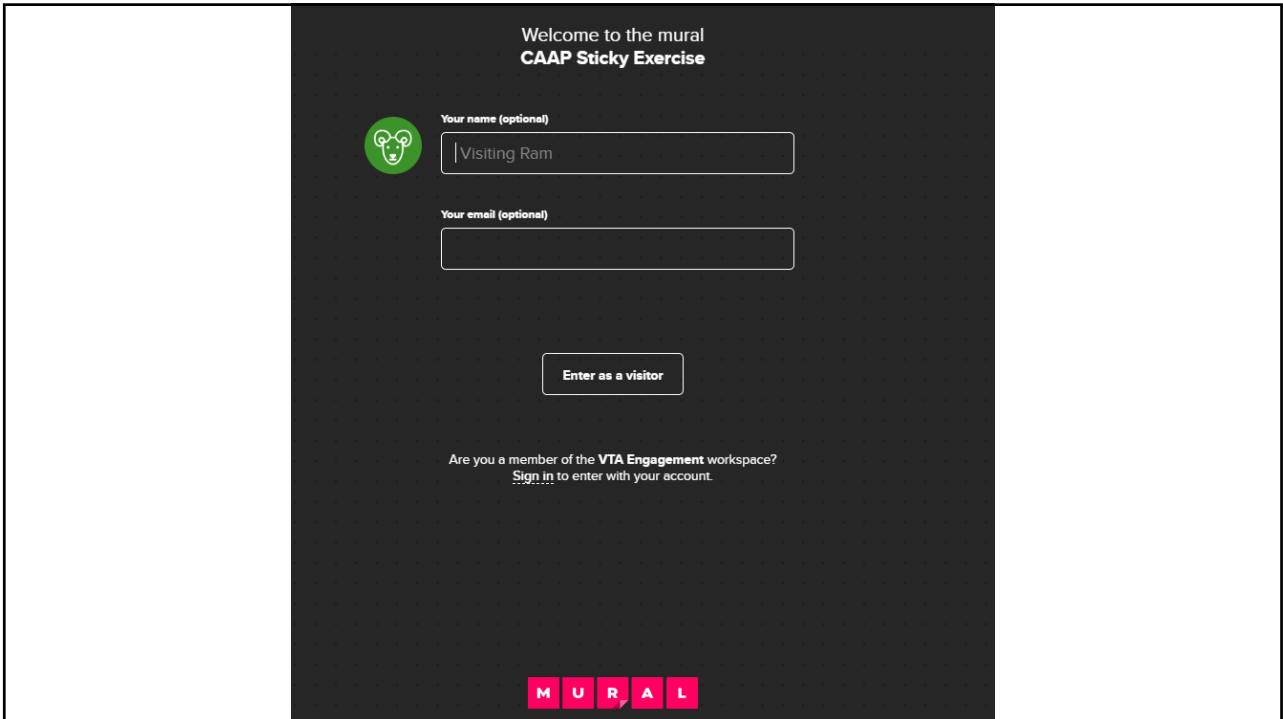 Welcome to the mural
CAAP Sticky Exercise
Your name (optional)
Visiting Ram
Your email (optional)
Enter as a visitor
Are you a member of the VTA Engagement workspace?
Sign in to enter with your account.
MURAL